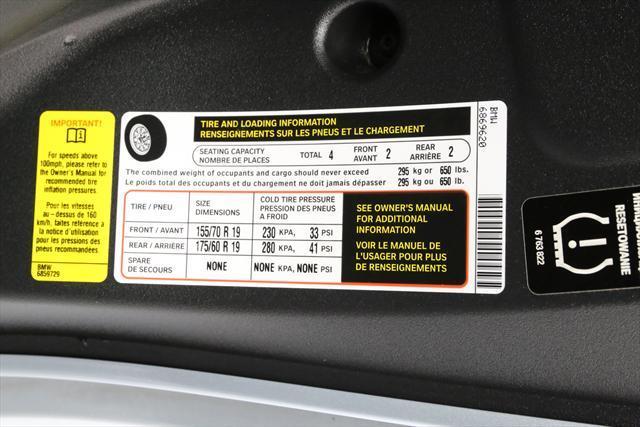 IMPORTANT!
For speeds above
100mph, please refer to
the Owner's Manual for
recommended tire
inflation pressures.
Pour les vitesses
au - dessus de 160
km/h, faites référence à
la notice d'utilisation
pour les pressions des
pneus recommandées.
BMW
6859729
TIRE AND LOADING INFORMATION
RENSEIGNEMENTS SUR LES PNEUS ET LE CHARGEMENT
SEATING CAPACITY
NOMBRE DE PLACES
TOTAL 4
FRONT
AVANT 2
REAR
ARRIÈRE 2
The combined weight of occupants and cargo should never exceed 295 kg or 650 lbs.
Le poids total des occupants et du chargement ne doit jamais dépasser 295 kg ou 650 lb.
TIRE / PNEU
SIZE
DIMENSIONS
COLD TIRE PRESSURE
PRESSION DES PNEUS
A FROID
FRONT / AVANT 155/70 R 19 230 KPA, 33 PSI
REAR / ARRIÈRE 175/60 R 19 280 KPA, 41 PSI
SPARE
DE SECOURS
NONE NONE KPA, NONE PSI
SEE OWNER'S MANUAL
FOR ADDITIONAL
INFORMATION
VOIR LE MANUEL DE
L'USAGER POUR PLUS
DE RENSEIGNEMENTS
BMW
6869620
RESETOWANIE
6 763 822